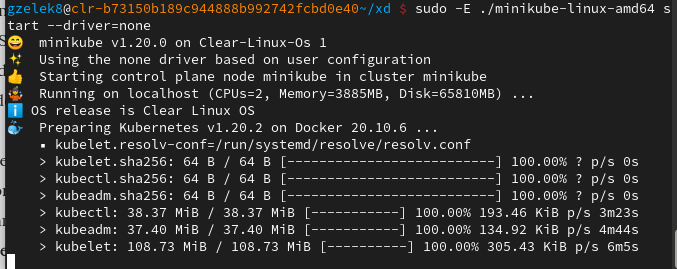 gzelek8@clr-b73150b189c944888b992742fcbd0e40~/xd $ sudo -E ./minikube-linux-amd64 s
tart --driver=none
minikube v1.20.0 on Clear-Linux-Os 1
Using the none driver based on user configuration
Starting control plane node minikube in cluster minikube
Running on localhost (CPUs=2, Memory=3885MB, Disk=65810MB) ...
OS release is Clear Linux OS
Preparing Kubernetes v1.20.2 on Docker 20.10.6 ...
▪ kubelet.resolv-conf=/run/systemd/resolve/resolv.conf
> kubelet.sha256: 64 B / 64 B [--------------------------] 100.00% ? p/s 0s
> kubectl.sha256: 64 B / 64 B [--------------------------] 100.00% ? p/s 0s
> kubeadm.sha256: 64 B / 64 B [--------------------------] 100.00% ? p/s 0s
> kubectl: 38.37 MiB / 38.37 MiB [-----------] 100.00% 193.46 KiB p/s 3m23s
> kubeadm: 37.40 MiB / 37.40 MiB [-----------] 100.00% 134.92 KiB p/s 4m44s
> kubelet: 108.73 MiB / 108.73 MiB [----------] 100.00% 305.43 KiB p/s 6m5s